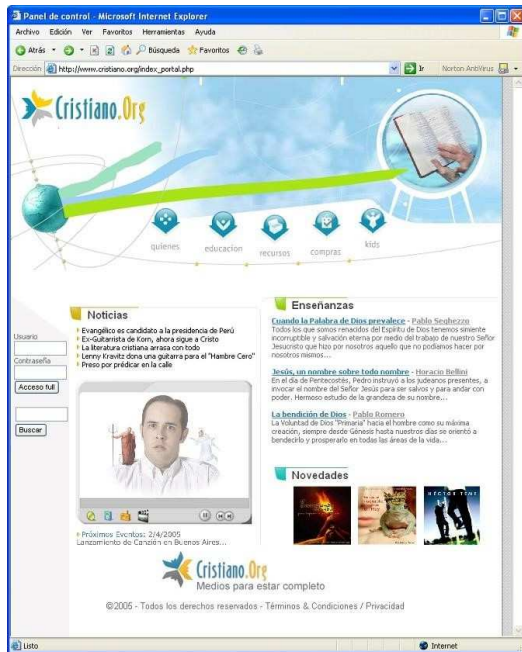 Panel de control - Microsoft Internet Explorer
Archivo Edición Ver Favoritos Herramientas Ayuda
Atrás Búsqueda Favoritos
Dirección http://www.cristiano.org/index_portal.php Ir Norton AntiVirus
Cristiano.Org
quienes educacion recursos compras kids
Noticias
Evangélico es candidato a la presidencia de Perú
Ex-Guitarrista de Korn, ahora sigue a Cristo
La literatura cristiana arrasa con todo
Lenny Kravitz dona una guitarra para el "Hambre Cero"
Preso por prédicar en la calle
Usuario
Contraseña
Acceso full
Buscar
Próximos Eventos: 2/4/2005
Lanzamiento de Canzión en Buenos Aires...
Enseñanzas
Cuando la Palabra de Dios prevalece - Pablo Seghezzo
Todos los que somos renacidos del Espíritu de Dios tenemos simiente
incorruptible y salvación eterna por medio del trabajo de nuestro Señor
Jesucristo que hizo por nosotros aquello que no podíamos hacer por
nosotros mismos...
Jesús, un nombre sobre todo nombre - Horacio Bellini
En el día de Pentecostés, Pedro instruyó a los judeanos presentes, a
invocar el nombre del Señor Jesús para ser salvos y para andar con
poder. Hermoso estudio de la grandeza de su nombre...
La bendición de Dios - Pablo Romero
La Voluntad de Dios "Primaria" hacia el hombre como su máxima
creación, siempre desde Génesis hasta nuestros días se orientó a
bendecirlo y prosperarlo en todas las áreas de la vida...
Novedades
Cristiano.Org
Medios para estar completo
©2005 - Todos los derechos reservados - Términos & Condiciones / Privacidad
Listo Internet